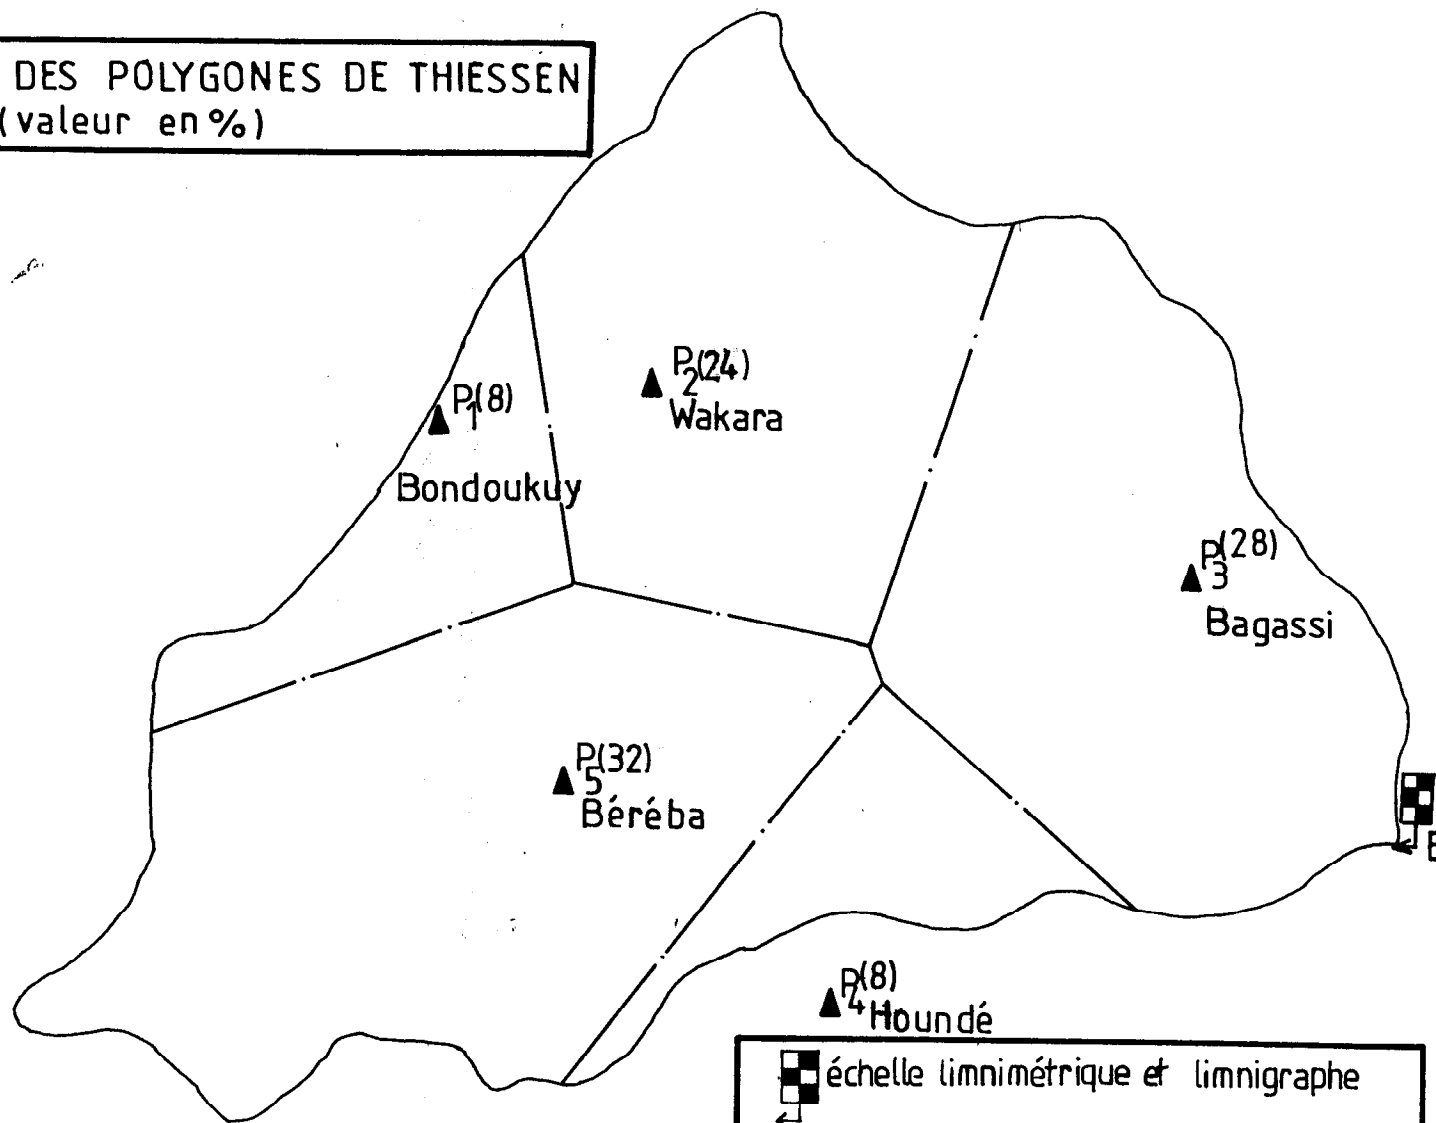 DES POLYGONES DE THIESSEN
(valeur en %)
P2(24)
Wakara
P1(8)
Bondoukuy
P3(28)
Bagassi
P5(32)
Béréba
P4(8)
Houndé
échelle limnimétrique et limnigraphe